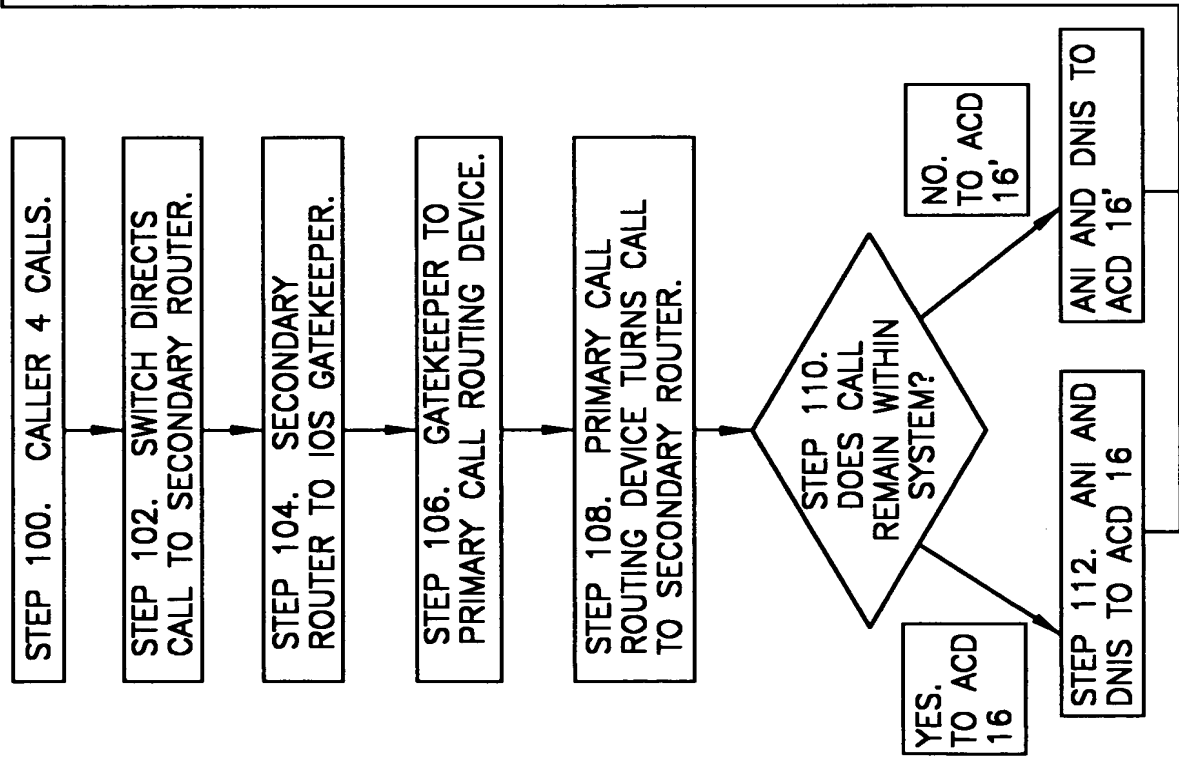 STEP 100. CALLER 4 CALLS.
STEP 102. SWITCH DIRECTS
CALL TO SECONDARY ROUTER.
STEP 104. SECONDARY
ROUTER TO IOS GATEKEEPER.
STEP 106. GATEKEEPER TO
PRIMARY CALL ROUTING DEVICE.
STEP 108. PRIMARY CALL
ROUTING DEVICE TURNS CALL
TO SECONDARY ROUTER.
STEP 110.
DOES CALL
REMAIN WITHIN
SYSTEM?
YES.
TO ACD
16
NO.
TO ACD
16'
STEP 112. ANI AND
DNIS TO ACD 16
ANI AND DNIS TO
ACD 16'